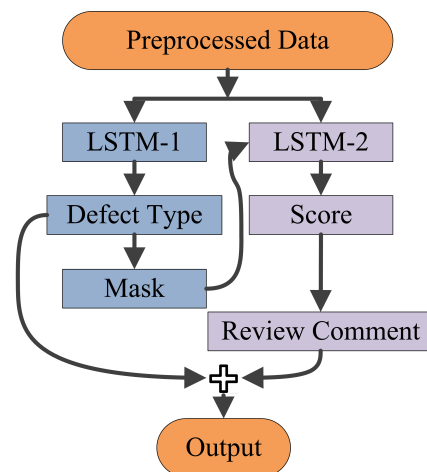 Preprocessed Data
LSTM-1
LSTM-2
Defect Type
Score
Mask
Review Comment
Output